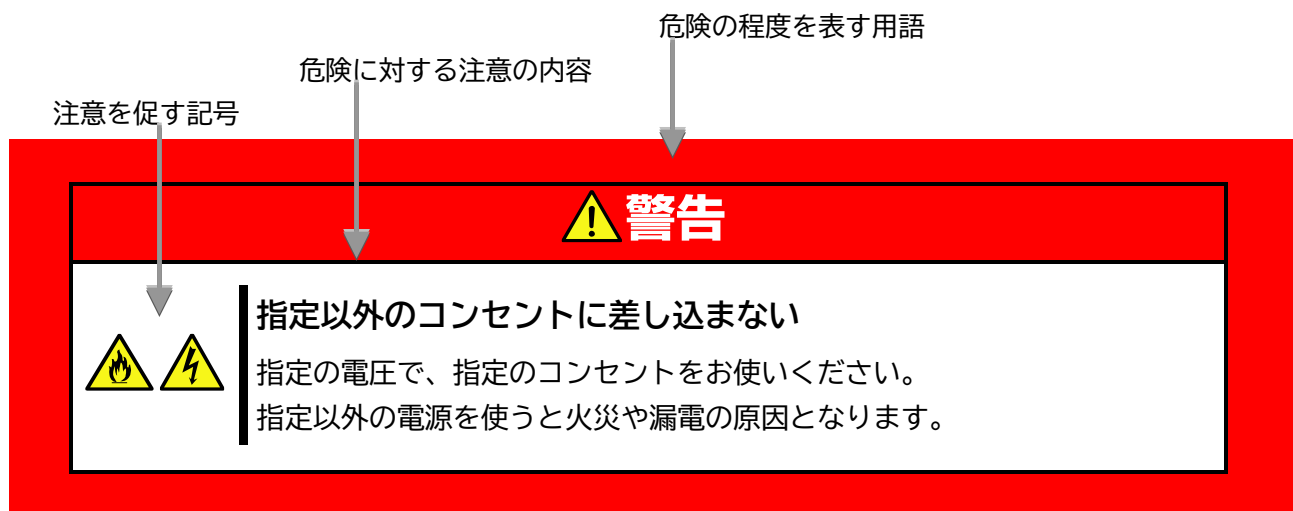 危険の程度を表す用語
危険に対する注意の内容
注意を促す記号
警告
指定以外のコンセントに差し込まない
指定の電圧で、指定のコンセントをお使いください。
指定以外の電源を使うと火災や漏電の原因となります。